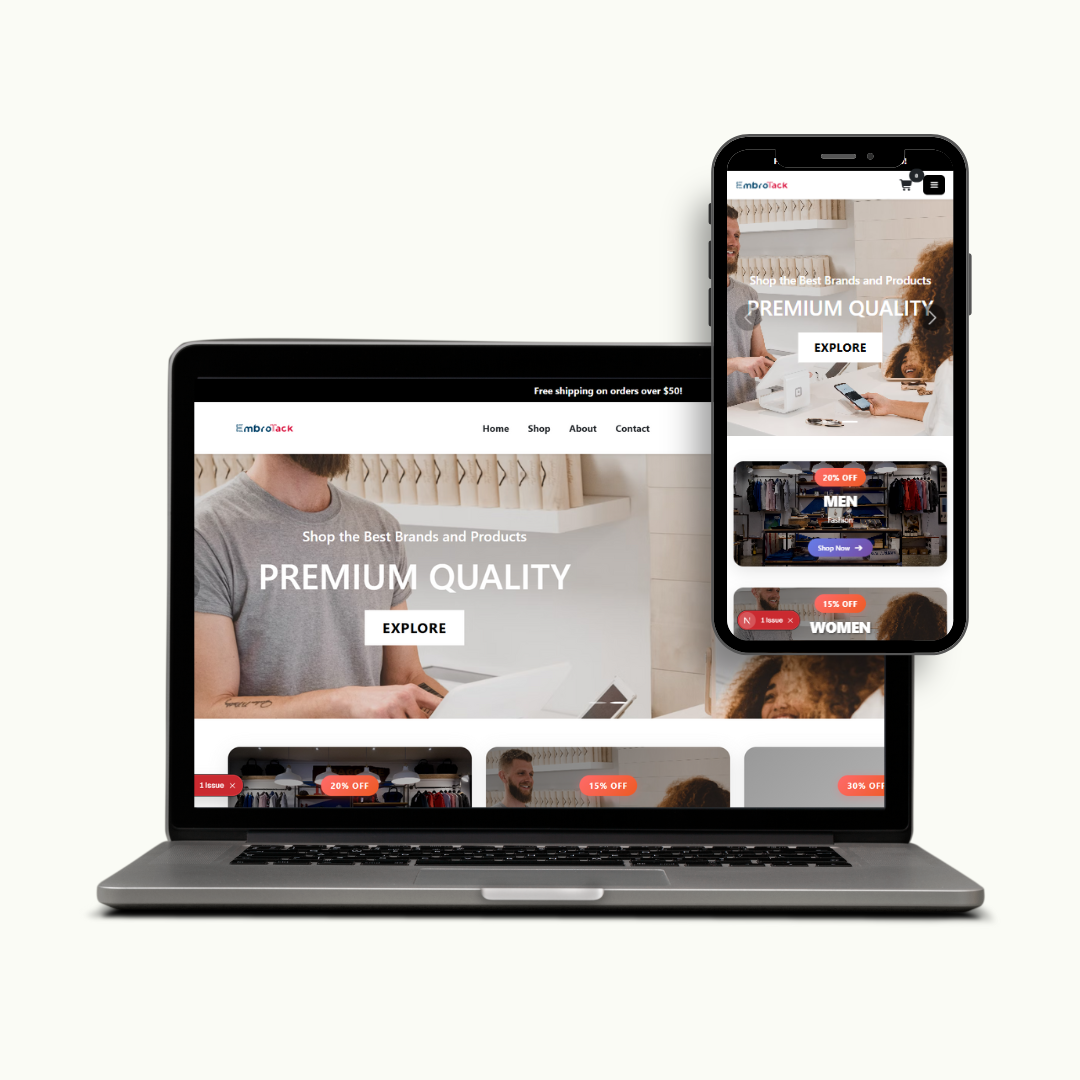 EmbroTack
6
Shop the Best Brands and Products
PREMIUM QUALITY
EXPLORE
20% OFF
MEN
Fashion
Shop Now →
15% OFF
N 1 Issue ×
WOMEN
Free shipping on orders over $50!
EmbroTack
Home Shop About Contact
Shop the Best Brands and Products
PREMIUM QUALITY
EXPLORE
1 Issue ×
20% OFF
15% OFF
30% OFF